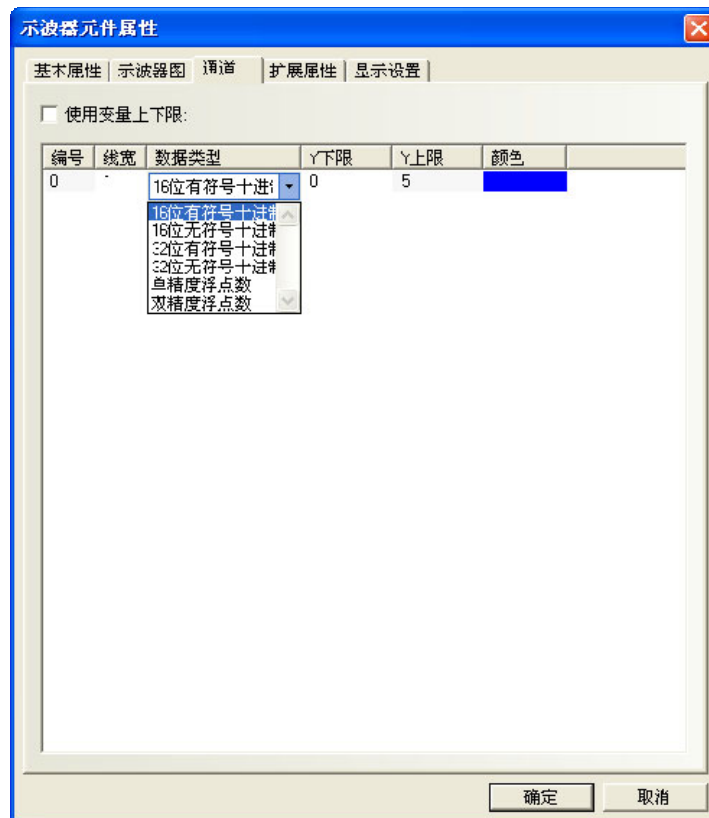 示波器元件属性
基本属性 示波器图 通道 扩展属性 显示设置
使用变量上下限:
编号 线宽 数据类型 Y下限 Y上限 颜色
0 - 16位有符号十进 0 5
16位有符号十进制
16位无符号十进制
32位有符号十进制
32位无符号十进制
单精度浮点数
双精度浮点数
确定 取消